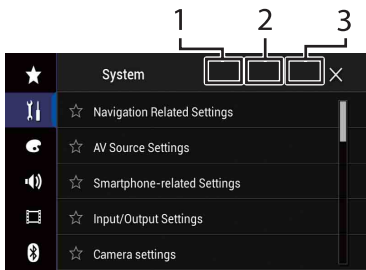 1 2 3
System
Navigation Related Settings
AV Source Settings
Smartphone-related Settings
Input/Output Settings
Camera settings